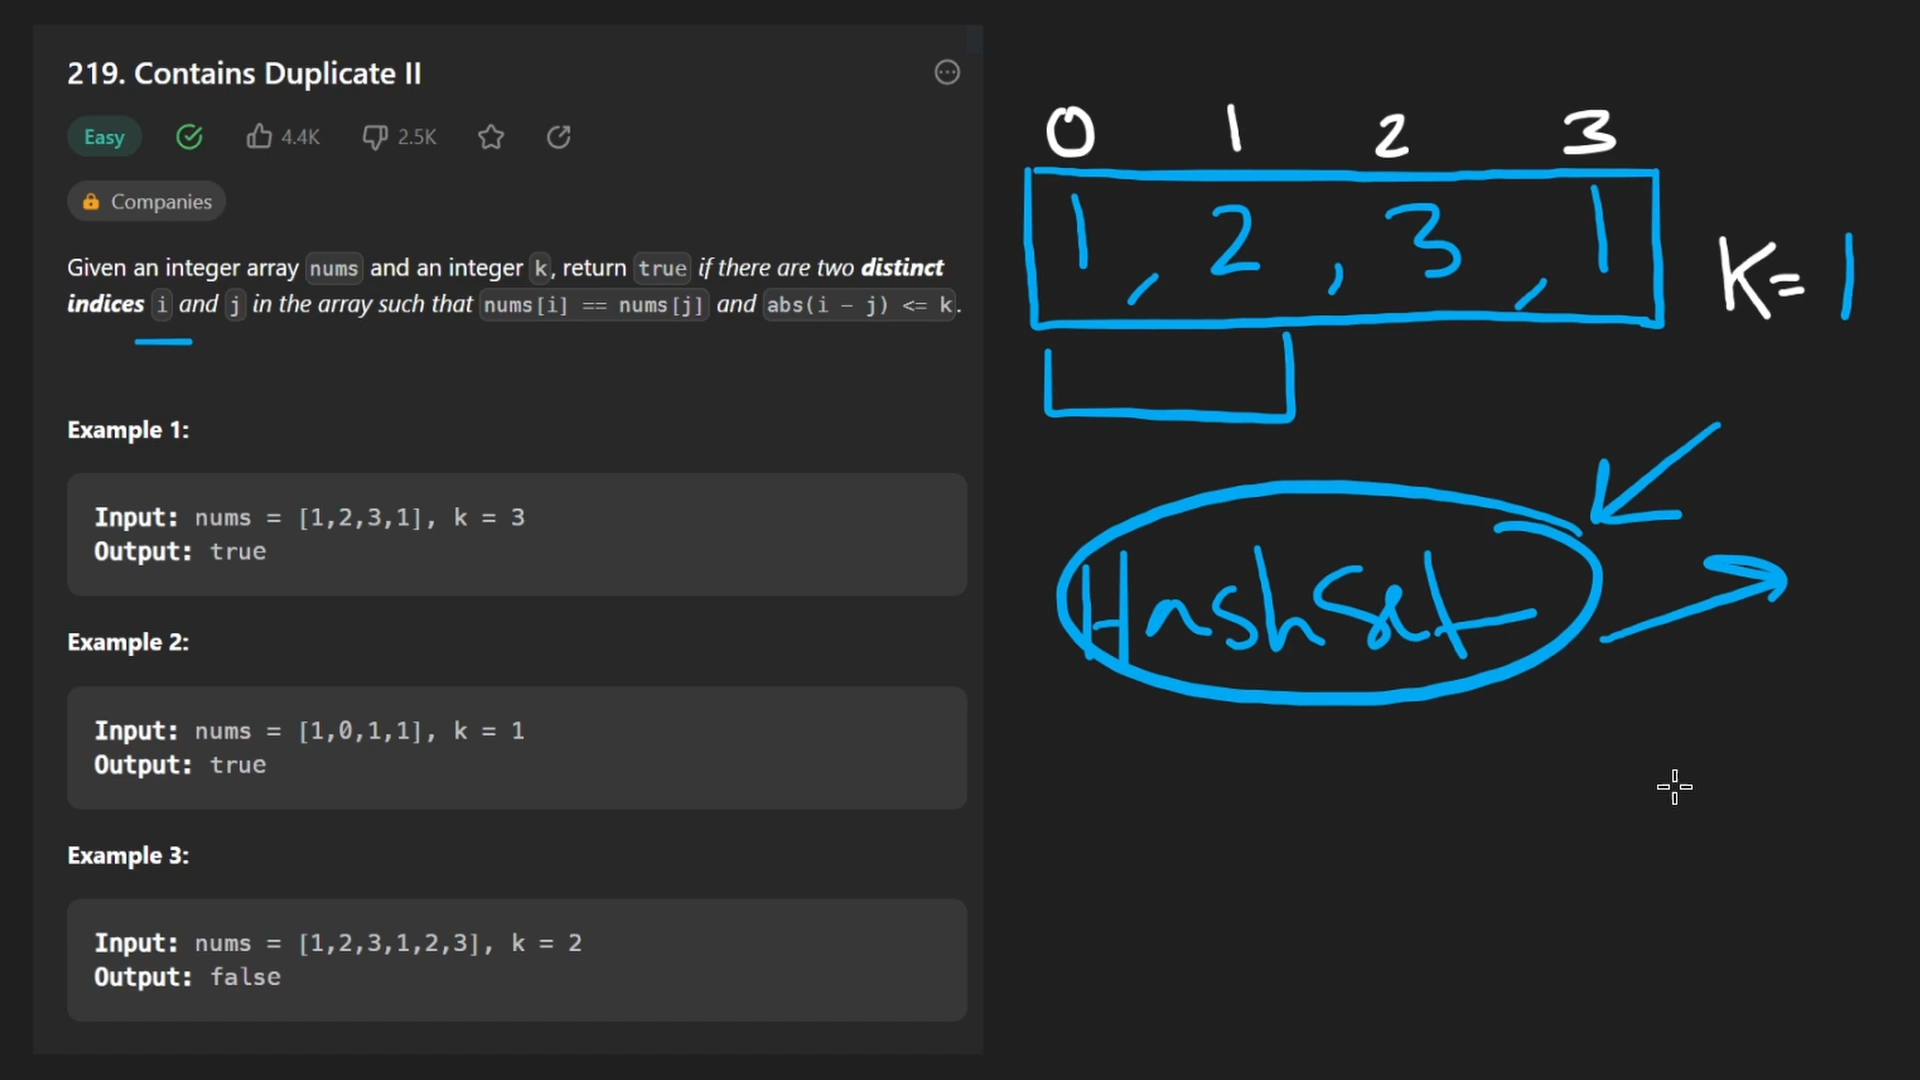 219. Contains Duplicate II
Easy 4.4K 2.5K
Companies
Given an integer array nums and an integer k, return true if there are two distinct
indices i and j in the array such that nums[i] == nums[j] and abs(i - j) <= k.
Example 1:
Input: nums = [1,2,3,1], k = 3
Output: true
Example 2:
Input: nums = [1,0,1,1], k = 1
Output: true
Example 3:
Input: nums = [1,2,3,1,2,3], k = 2
Output: false
0 1 2 3
1, 2, 3, 1
K= 1
HashSet